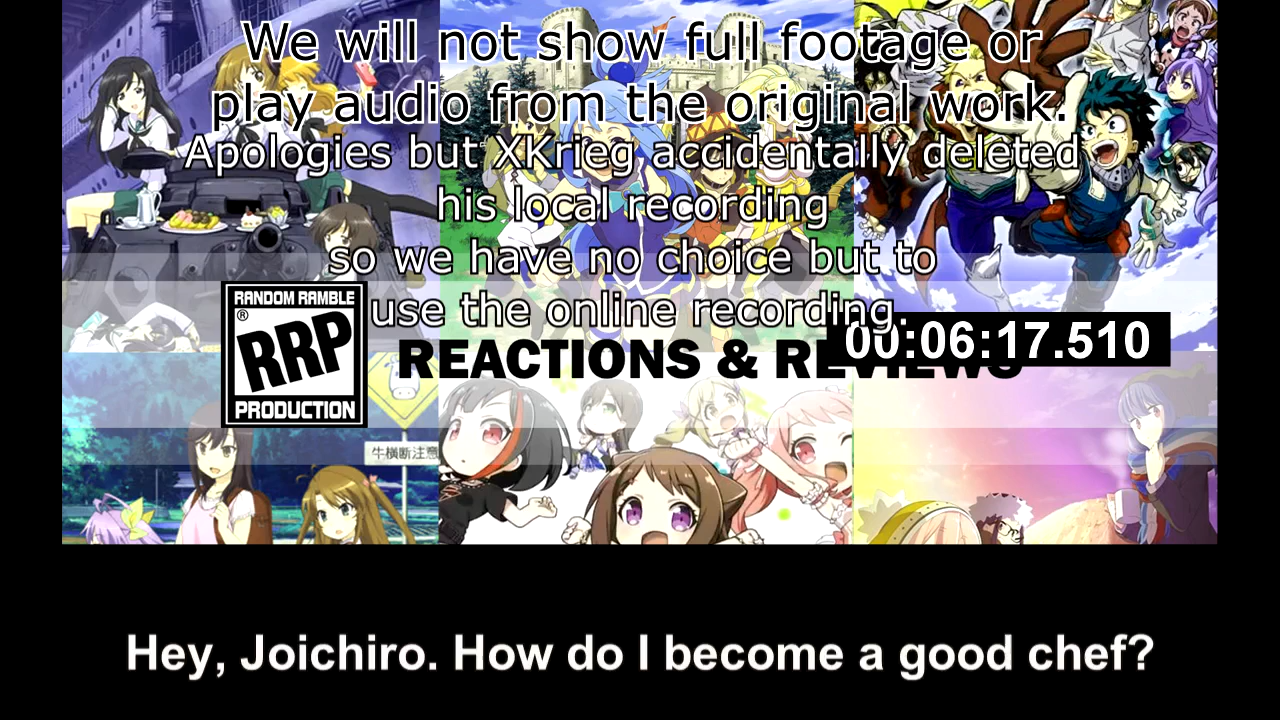 We will not show full footage or
play audio from the original work.
Apologies but XKrieg accidentally deleted
his local recording
so we have no choice but to
use the online recording.
RANDOM RAMBLE
®
RRP
PRODUCTION
REACTIONS & REVIEWS
00:06:17.510
牛横断注意
Hey, Joichiro. How do I become a good chef?